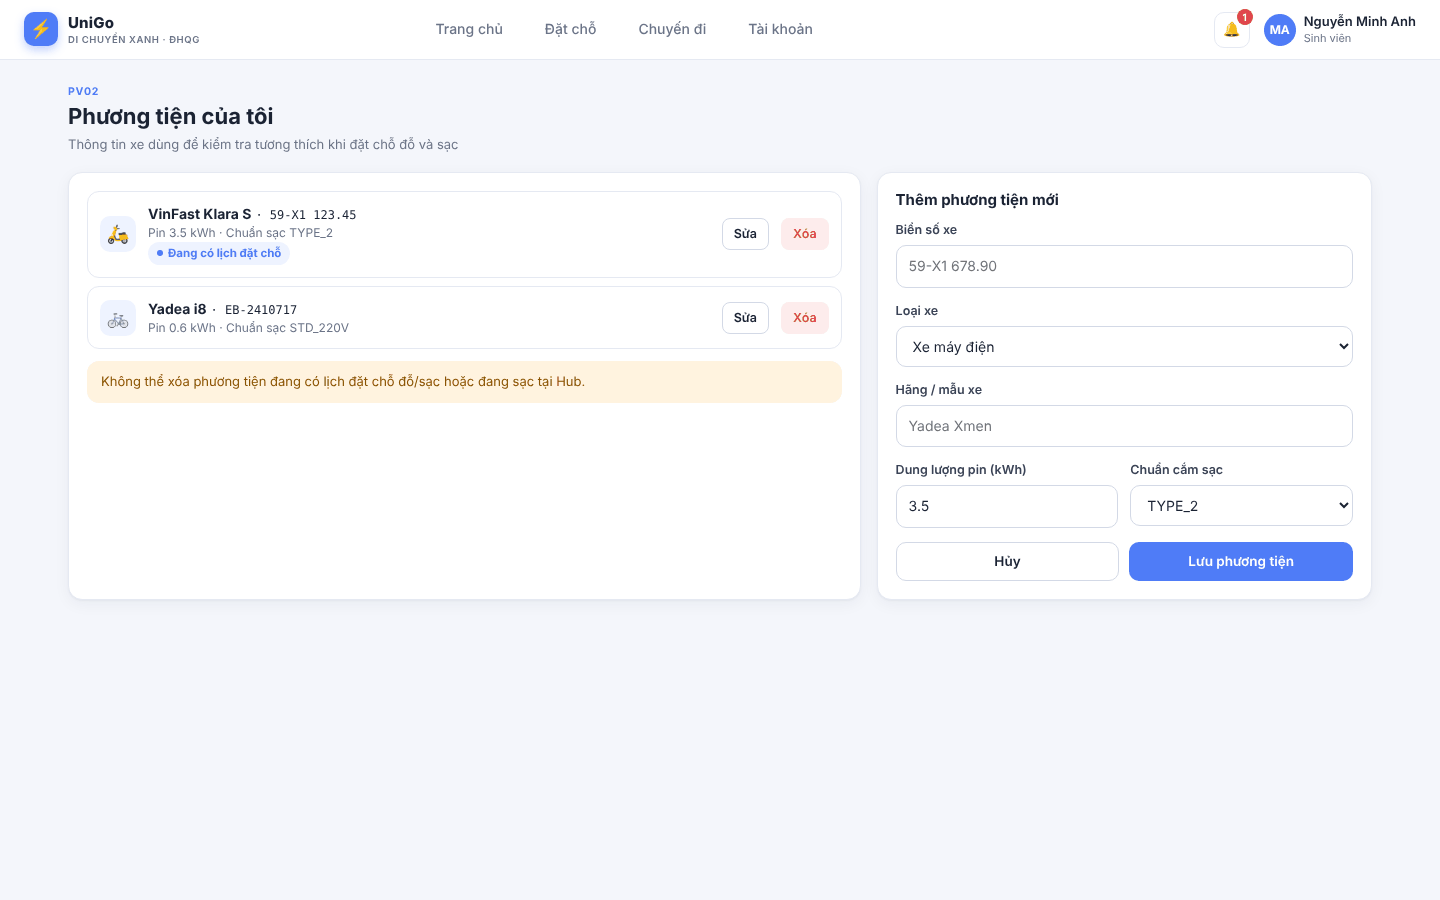 UniGo
DI CHUYỂN XANH · ĐHQG
Trang chủ
Đặt chỗ
Chuyến đi
Tài khoản
1
MA
Nguyễn Minh Anh
Sinh viên
PV02
Phương tiện của tôi
Thông tin xe dùng để kiểm tra tương thích khi đặt chỗ đỗ và sạc
VinFast Klara S · 59-X1 123.45
Pin 3.5 kWh · Chuẩn sạc TYPE_2
Đang có lịch đặt chỗ
Sửa
Xóa
Yadea i8 · EB-2410717
Pin 0.6 kWh · Chuẩn sạc STD_220V
Sửa
Xóa
Không thể xóa phương tiện đang có lịch đặt chỗ đỗ/sạc hoặc đang sạc tại Hub.
Thêm phương tiện mới
Biển số xe
59-X1 678.90
Loại xe
Xe máy điện
Hãng / mẫu xe
Yadea Xmen
Dung lượng pin (kWh)
Chuẩn cắm sạc
3.5
TYPE_2
Hủy
Lưu phương tiện